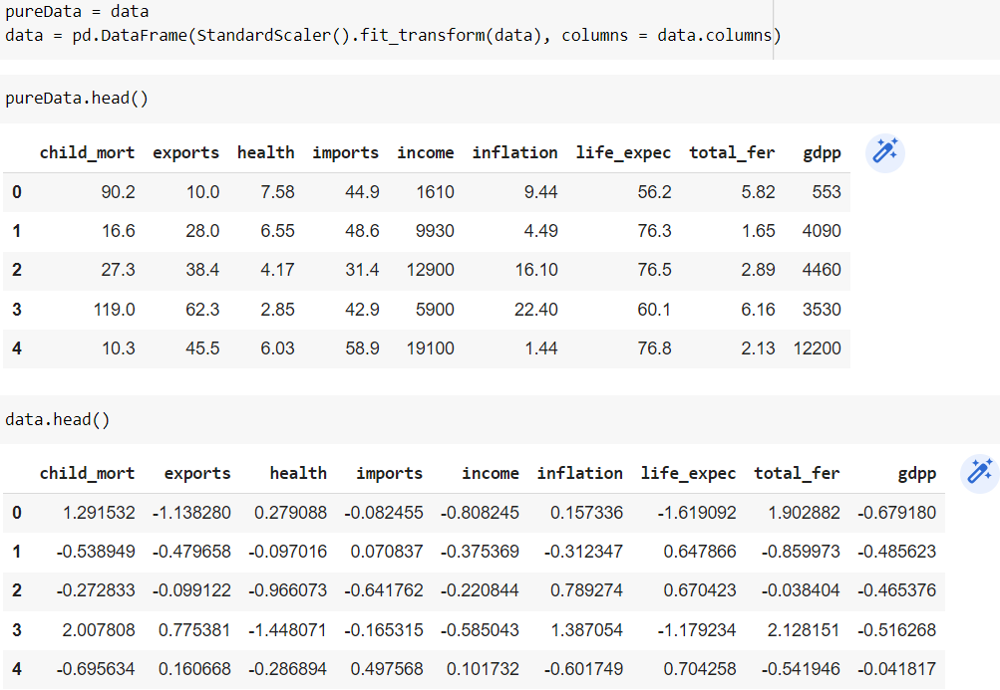 pureData = data
data = pd.DataFrame(StandardScaler().fit_transform(data), columns = data.columns)
pureData.head()
child_mort exports health imports income inflation life_expec total_fer gdpp
0 90.2 10.0 7.58 44.9 1610 9.44 56.2 5.82 553
1 16.6 28.0 6.55 48.6 9930 4.49 76.3 1.65 4090
2 27.3 38.4 4.17 31.4 12900 16.10 76.5 2.89 4460
3 119.0 62.3 2.85 42.9 5900 22.40 60.1 6.16 3530
4 10.3 45.5 6.03 58.9 19100 1.44 76.8 2.13 12200
data.head()
child_mort exports health imports income inflation life_expec total_fer gdpp
0 1.291532 -1.138280 0.279088 -0.082455 -0.808245 0.157336 -1.619092 1.902882 -0.679180
1 -0.538949 -0.479658 -0.097016 0.070837 -0.375369 -0.312347 0.647866 -0.859973 -0.485623
2 -0.272833 -0.099122 -0.966073 -0.641762 -0.220844 0.789274 0.670423 -0.038404 -0.465376
3 2.007808 0.775381 -1.448071 -0.165315 -0.585043 1.387054 -1.179234 2.128151 -0.516268
4 -0.695634 0.160668 -0.286894 0.497568 0.101732 -0.601749 0.704258 -0.541946 -0.041817